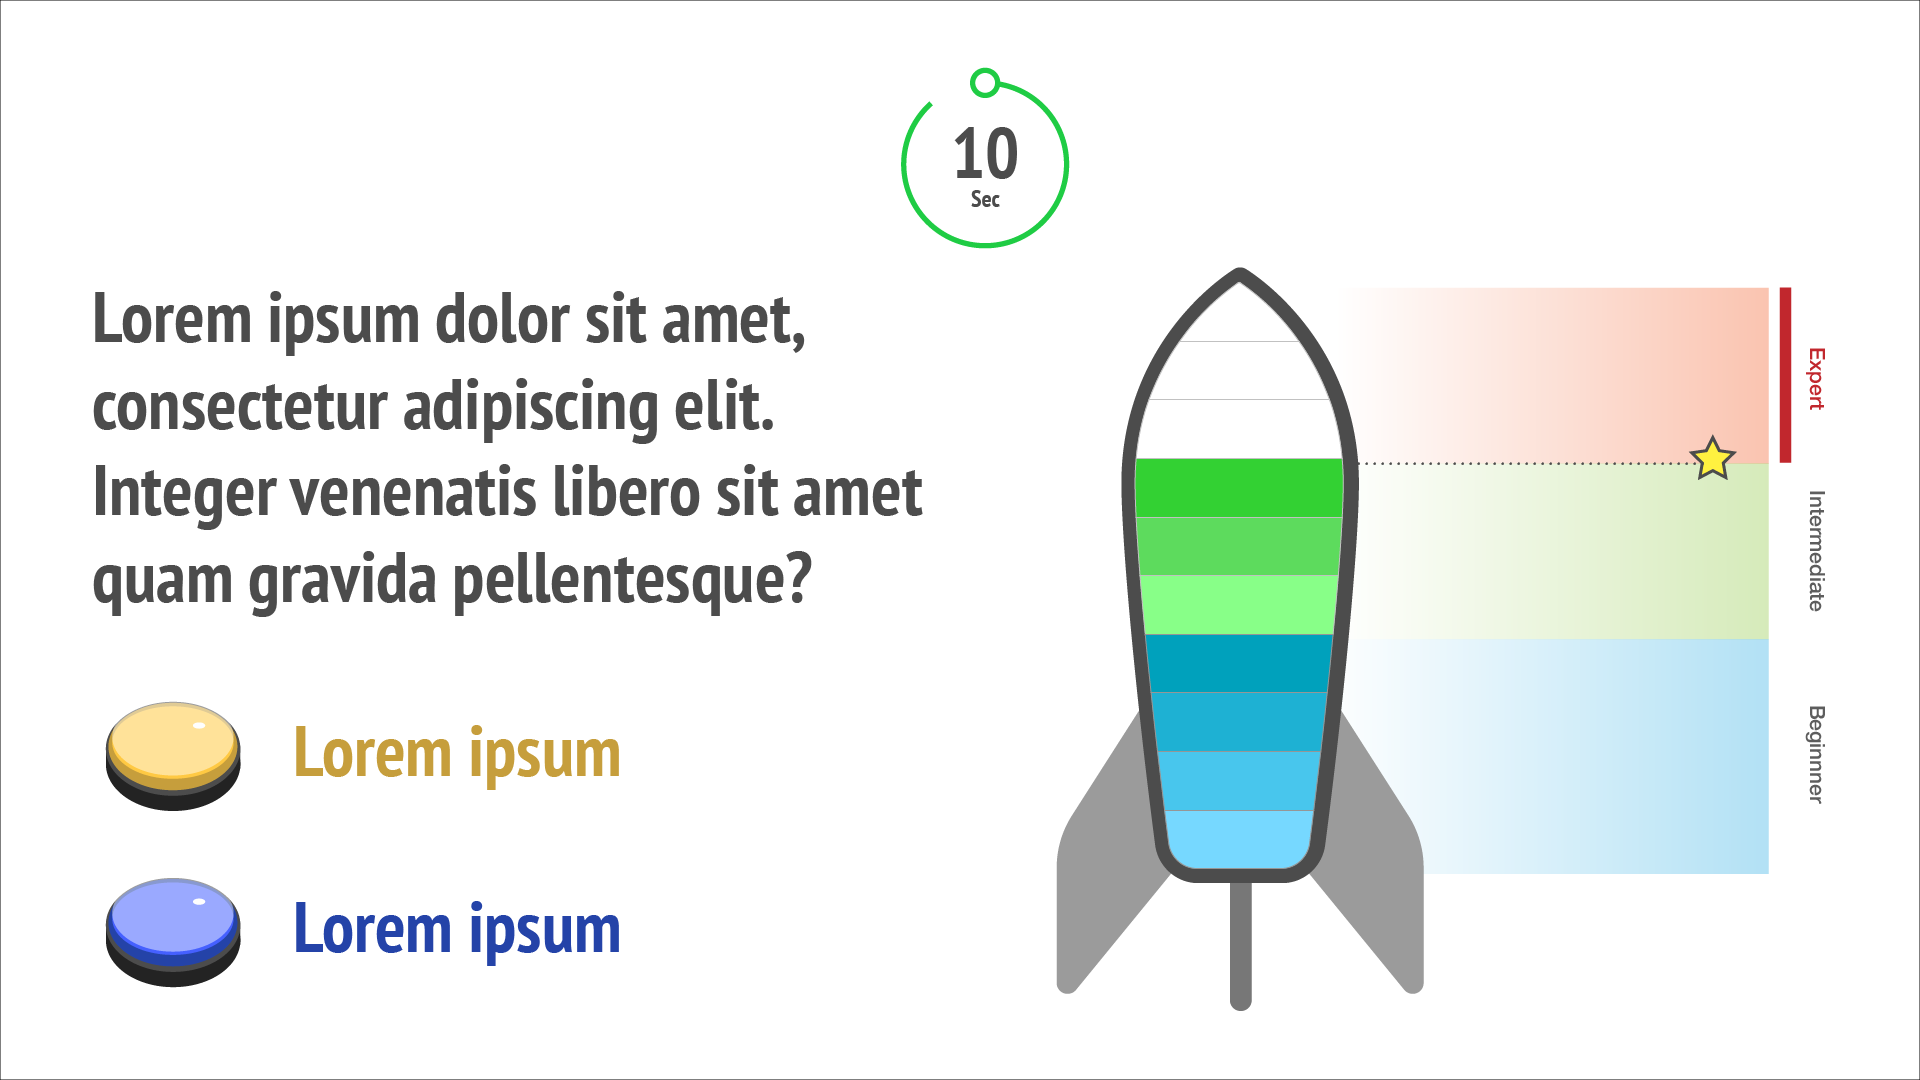 10
Sec
Lorem ipsum dolor sit amet,
consectetur adipiscing elit.
Integer venenatis libero sit amet
quam gravida pellentesque?
Lorem ipsum
Lorem ipsum
Expert
Intermediate
Beginnner